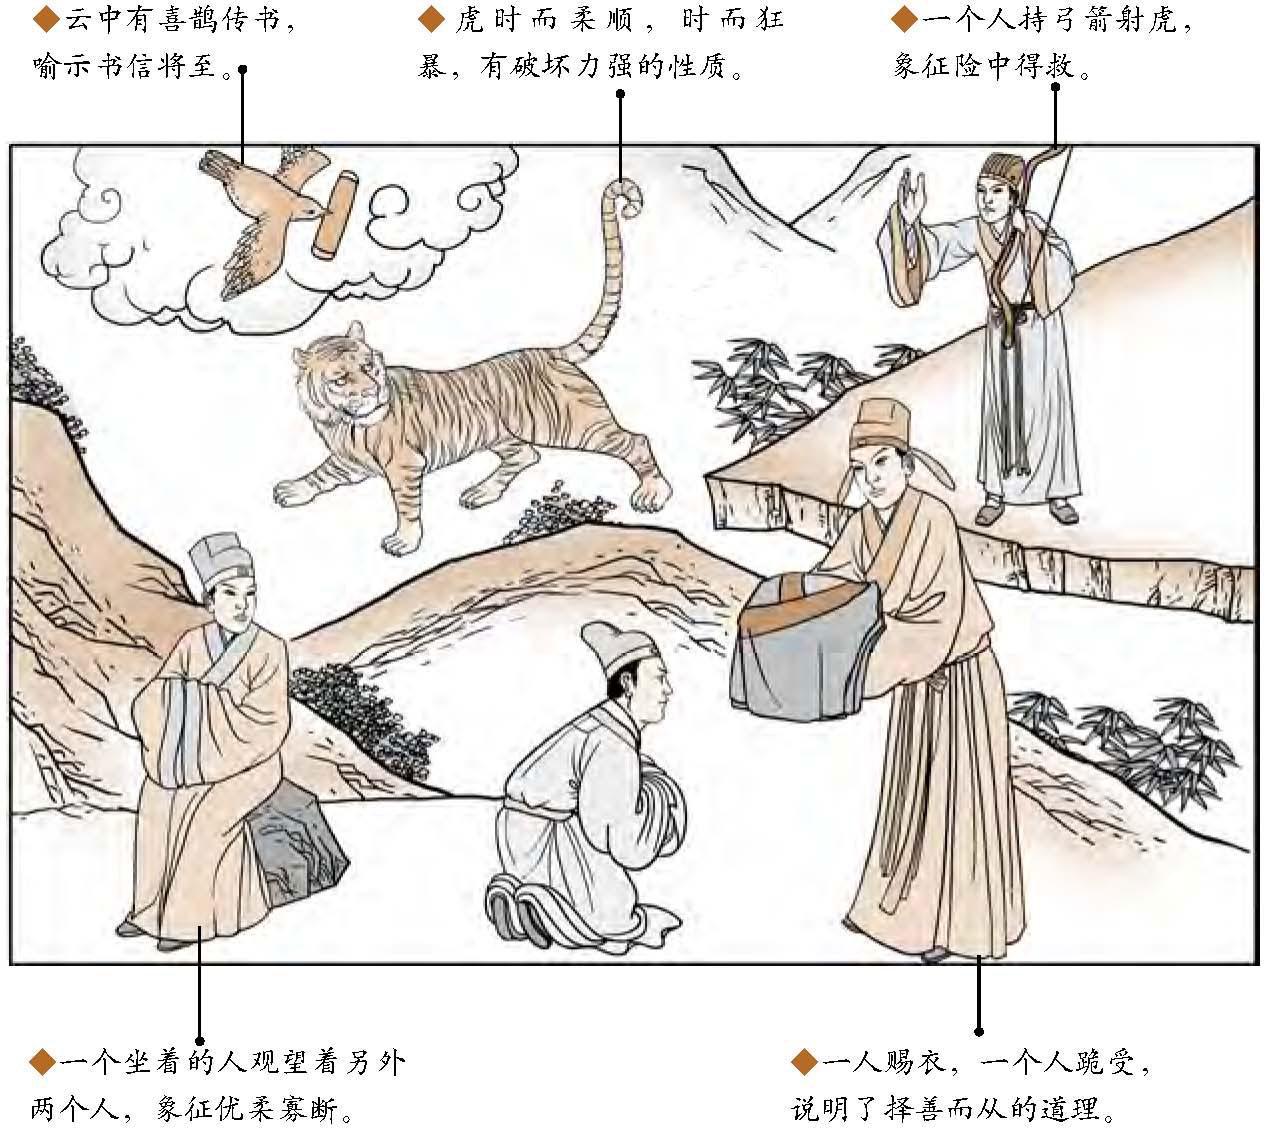 ◆云中有喜鹊传书，
喻示书信将至。
◆虎时而柔顺，时而狂
暴，有破坏力强的性质。
◆一个人持弓箭射虎，
象征险中得救。
◆一个坐着的人观望着另外
两个人，象征优柔寡断。
◆一人赐衣，一个人跪受，
说明了择善而从的道理。